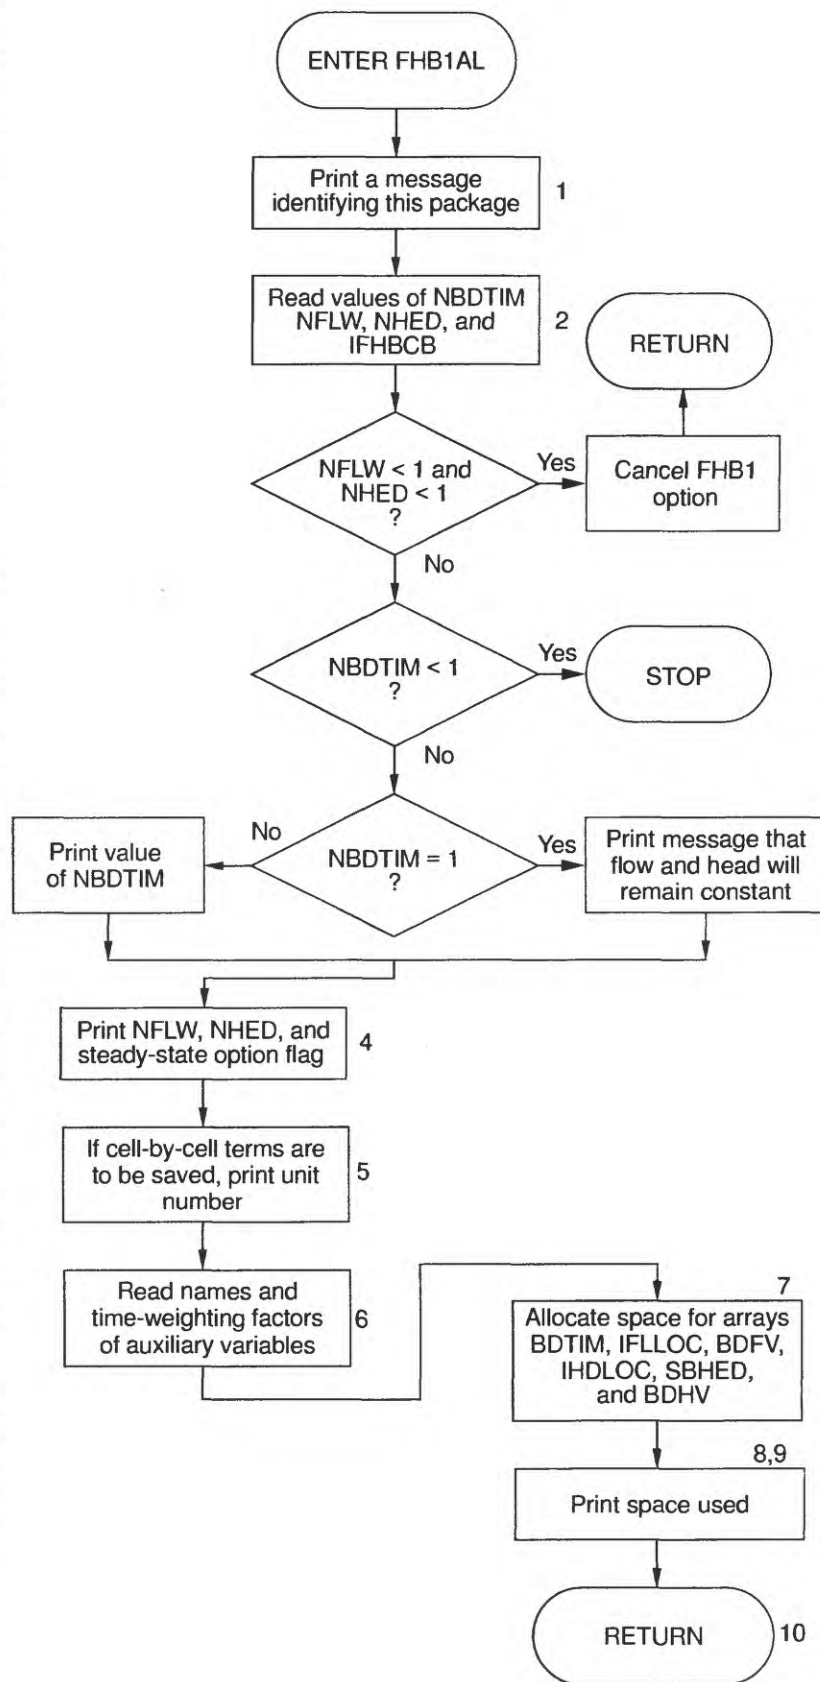 ENTER FHB1AL
Print a message
identifying this package
1
Read values of NBDTIM
NFLW, NHED, and
IFHBCB
2
RETURN
NFLW < 1 and
NHED < 1
?
Yes
Cancel FHB1
option
No
NBDTIM < 1
?
Yes
STOP
No
NBDTIM = 1
?
No
Print value
of NBDTIM
Yes
Print message that
flow and head will
remain constant
Print NFLW, NHED, and
steady-state option flag
4
If cell-by-cell terms are
to be saved, print unit
number
5
Read names and
time-weighting factors
of auxiliary variables
6
7
Allocate space for arrays
BDTIM, IFLLOC, BDFV,
IHDLOC, SBHED,
and BDHV
8,9
Print space used
RETURN
10